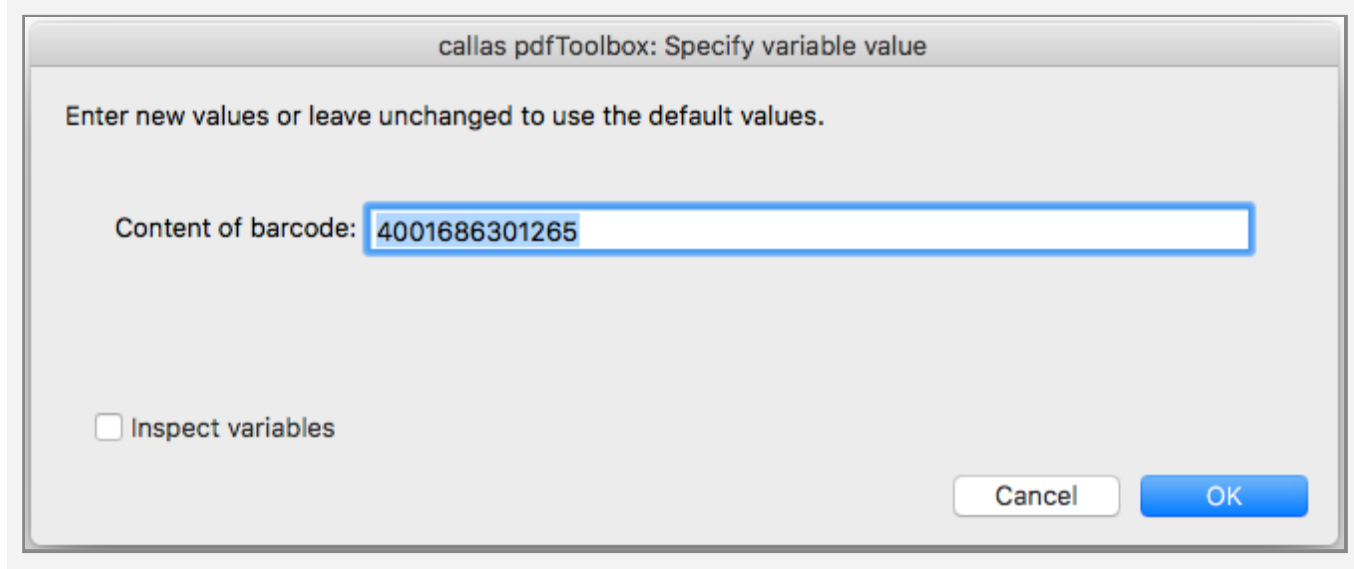 callas pdfToolbox: Specify variable value
Enter new values or leave unchanged to use the default values.
Content of barcode: 4001686301265
Inspect variables
Cancel OK